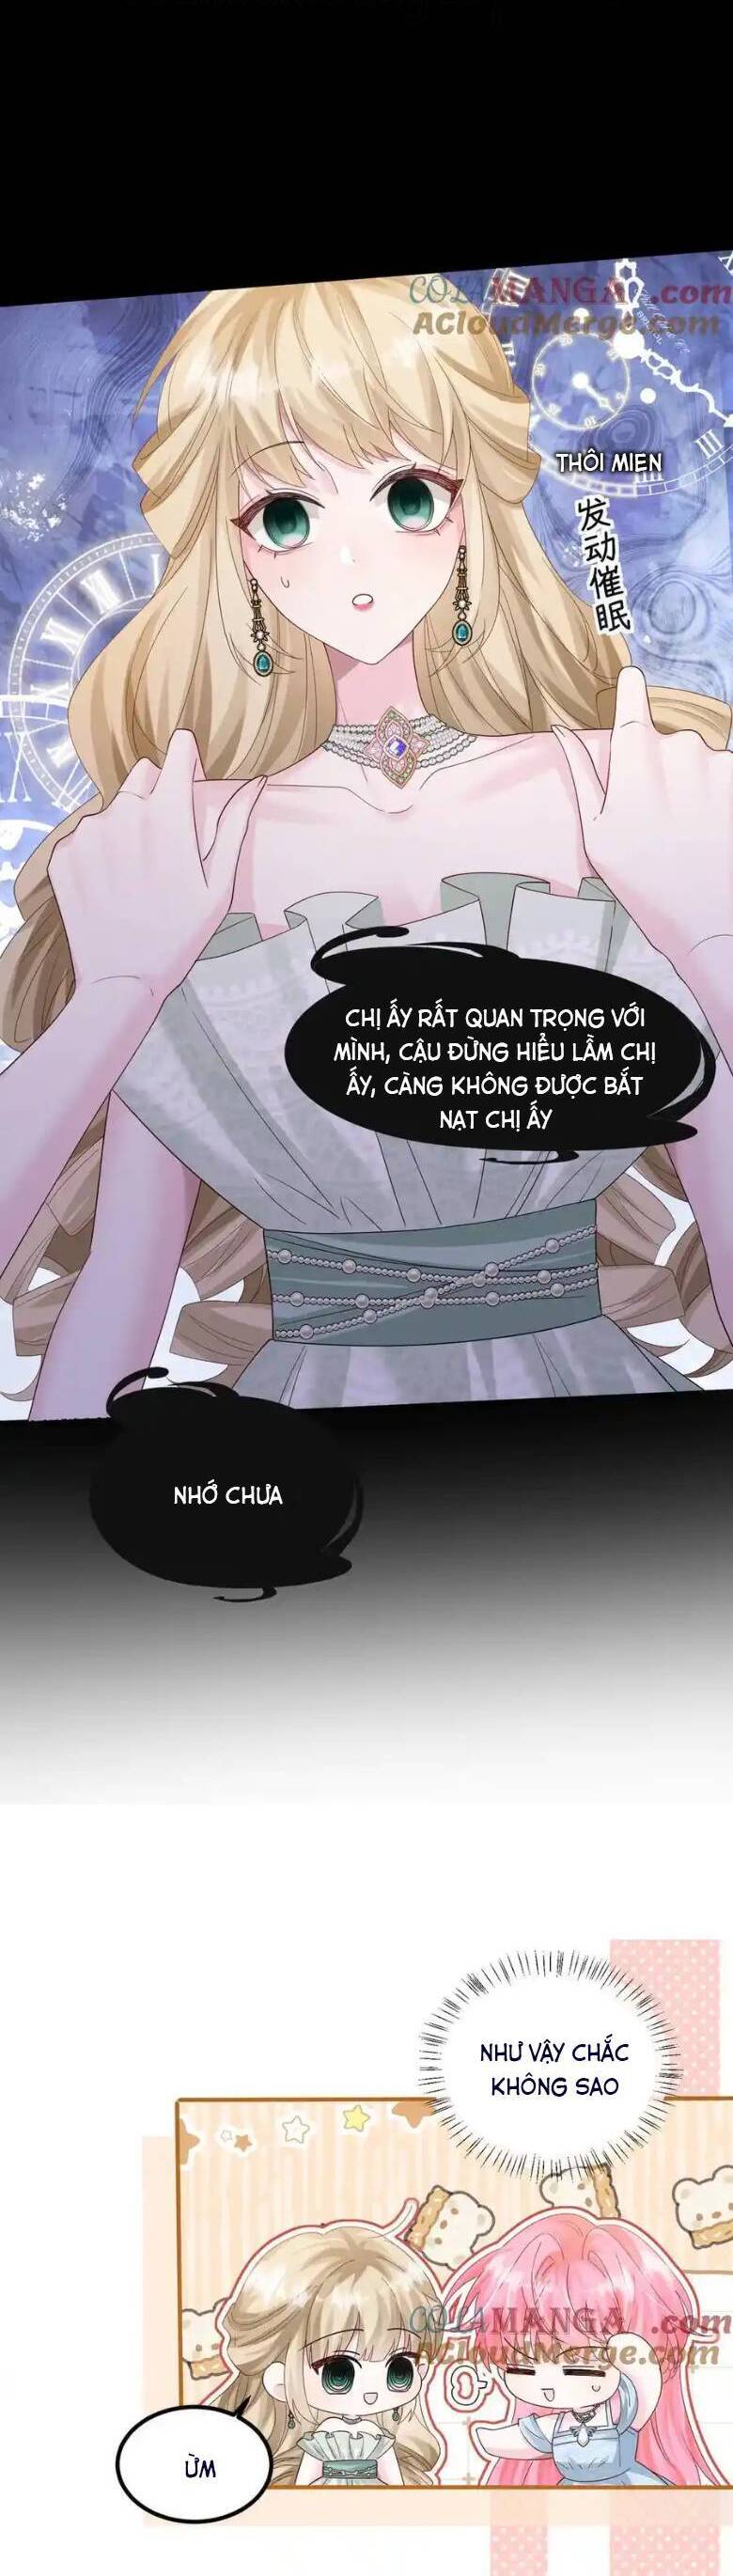 COLAMANGA.com
ACloudMerge.com
THÔI MIEN
发动催眠
CHỊ ẤY RẤT QUAN TRỌNG VỚI
MÌNH, CẬU ĐỪNG HIỂU LẦM CHỊ
ẤY, CÀNG KHÔNG ĐƯỢC BẮT
NẠT CHỊ ẤY
NHỚ CHƯA
NHƯ VẬY CHẮC
KHÔNG SAO
COLAMANGA.com
ACloudMerge.com
ỪM